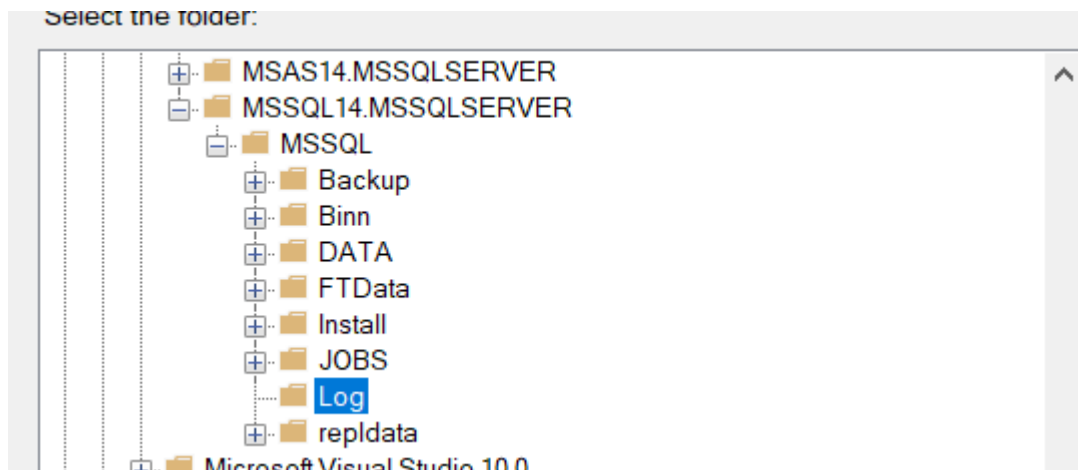 Select the folder:
MSAS14.MSSQLSERVER
MSSQL14.MSSQLSERVER
MSSQL
Backup
Binn
DATA
FTData
Install
JOBS
Log
repldata
Microsoft Visual Studio 10.0